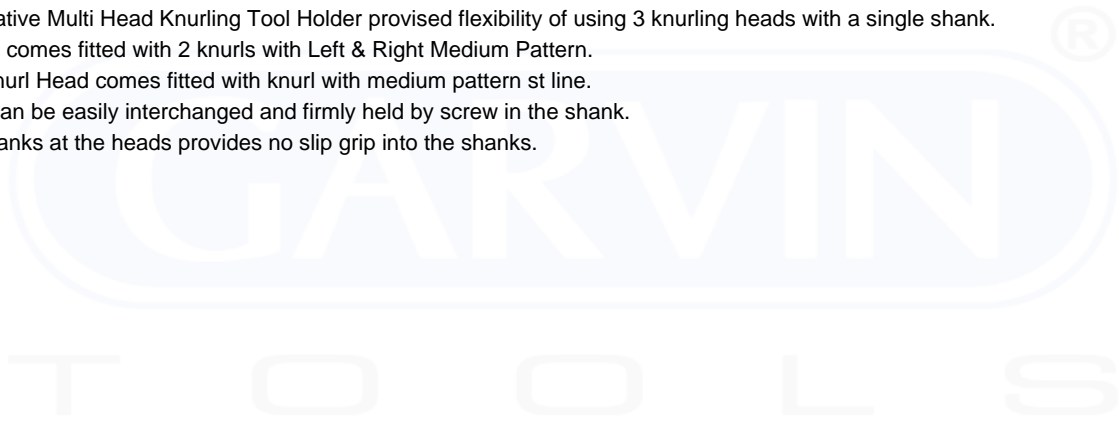 ative Multi Head Knurling Tool Holder provised flexibility of using 3 knurling heads with a single shank.
comes fitted with 2 knurls with Left & Right Medium Pattern.
nurl Head comes fitted with knurl with medium pattern st line.
an be easily interchanged and firmly held by screw in the shank.
anks at the heads provides no slip grip into the shanks.
GARVIN
®
TOOLS